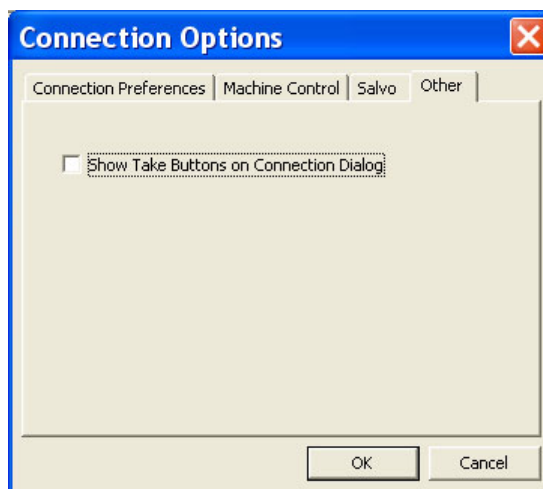 Connection Options
Connection Preferences Machine Control Salvo Other
Show Take Buttons on Connection Dialog
OK Cancel